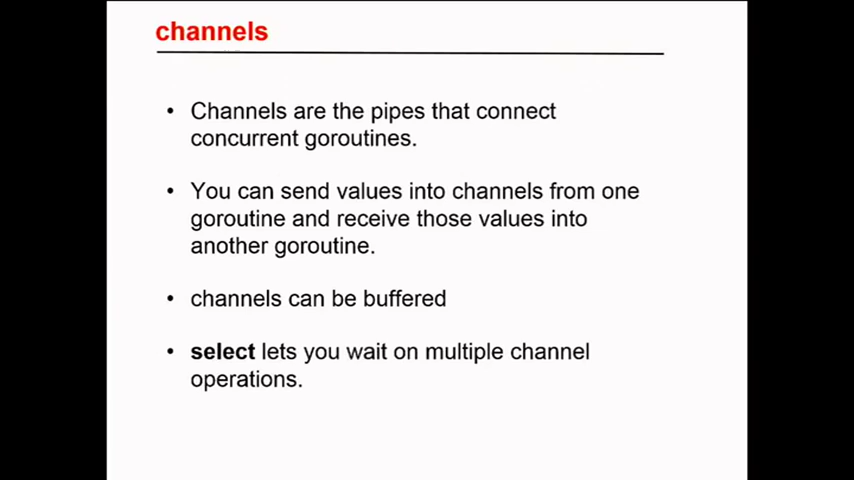 channels
• Channels are the pipes that connect
concurrent goroutines.
• You can send values into channels from one
goroutine and receive those values into
another goroutine.
• channels can be buffered
• select lets you wait on multiple channel
operations.